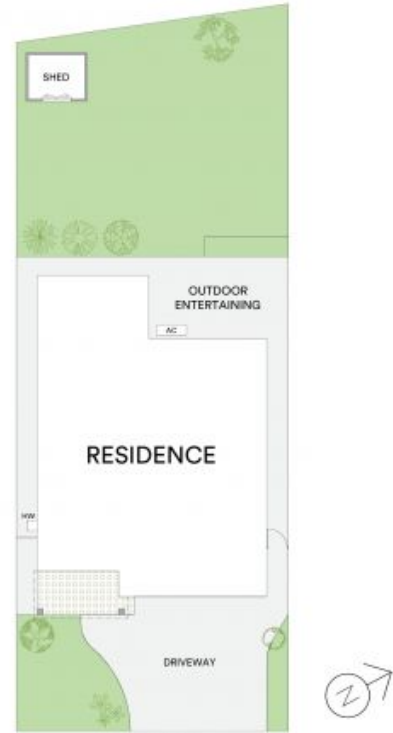 SHED
OUTDOOR
ENTERTAINING
AC
RESIDENCE
HW
DRIVEWAY
N